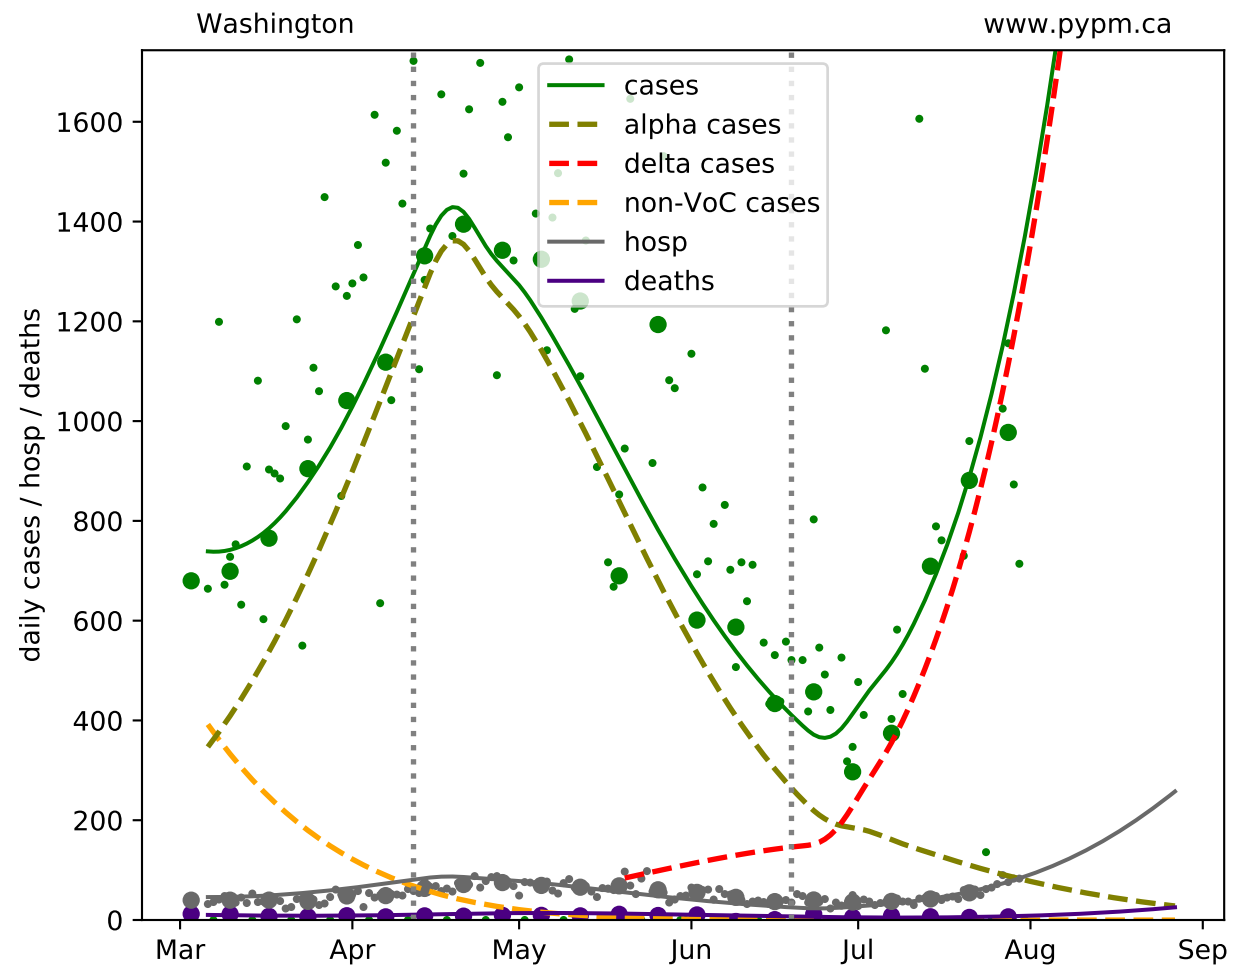 Washington
www.pypm.ca
daily cases / hosp / deaths
1600
1400
1200
1000
800
600
400
200
0
cases
alpha cases
delta cases
non-VoC cases
hosp
deaths
Mar
Apr
May
Jun
Jul
Aug
Sep